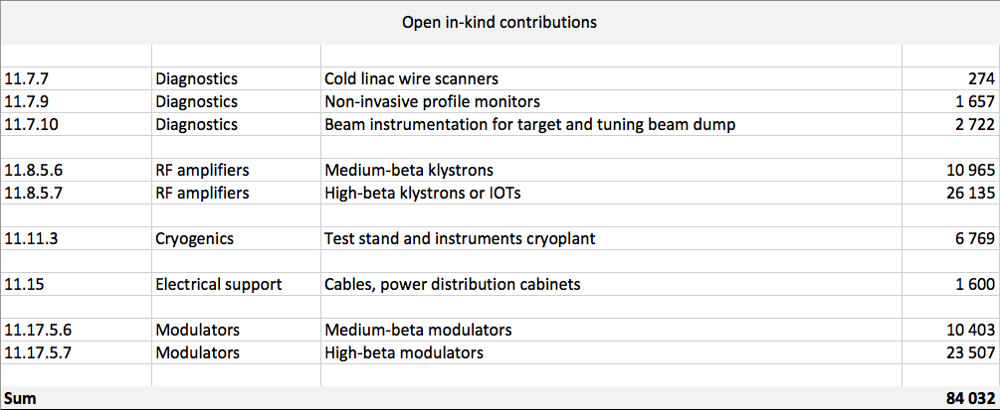 Open in-kind contributions
11.7.7 Diagnostics Cold linac wire scanners 274
11.7.9 Diagnostics Non-invasive profile monitors 1 657
11.7.10 Diagnostics Beam instrumentation for target and tuning beam dump 2 722
11.8.5.6 RF amplifiers Medium-beta klystrons 10 965
11.8.5.7 RF amplifiers High-beta klystrons or IOTs 26 135
11.11.3 Cryogenics Test stand and instruments cryoplant 6 769
11.15 Electrical support Cables, power distribution cabinets 1 600
11.17.5.6 Modulators Medium-beta modulators 10 403
11.17.5.7 Modulators High-beta modulators 23 507
Sum 84 032